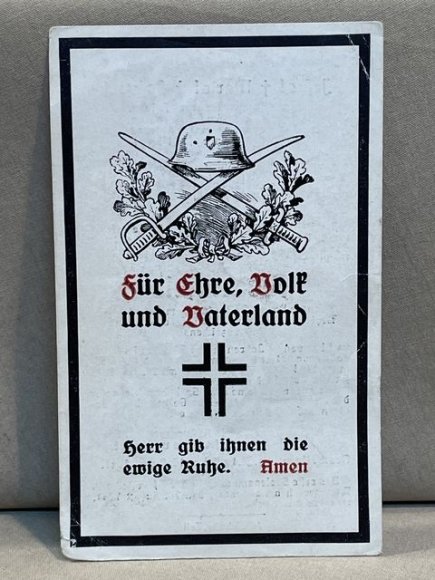 Für Ehre, Volk
und Vaterland
Herr gib ihnen die
ewige Ruhe. Amen